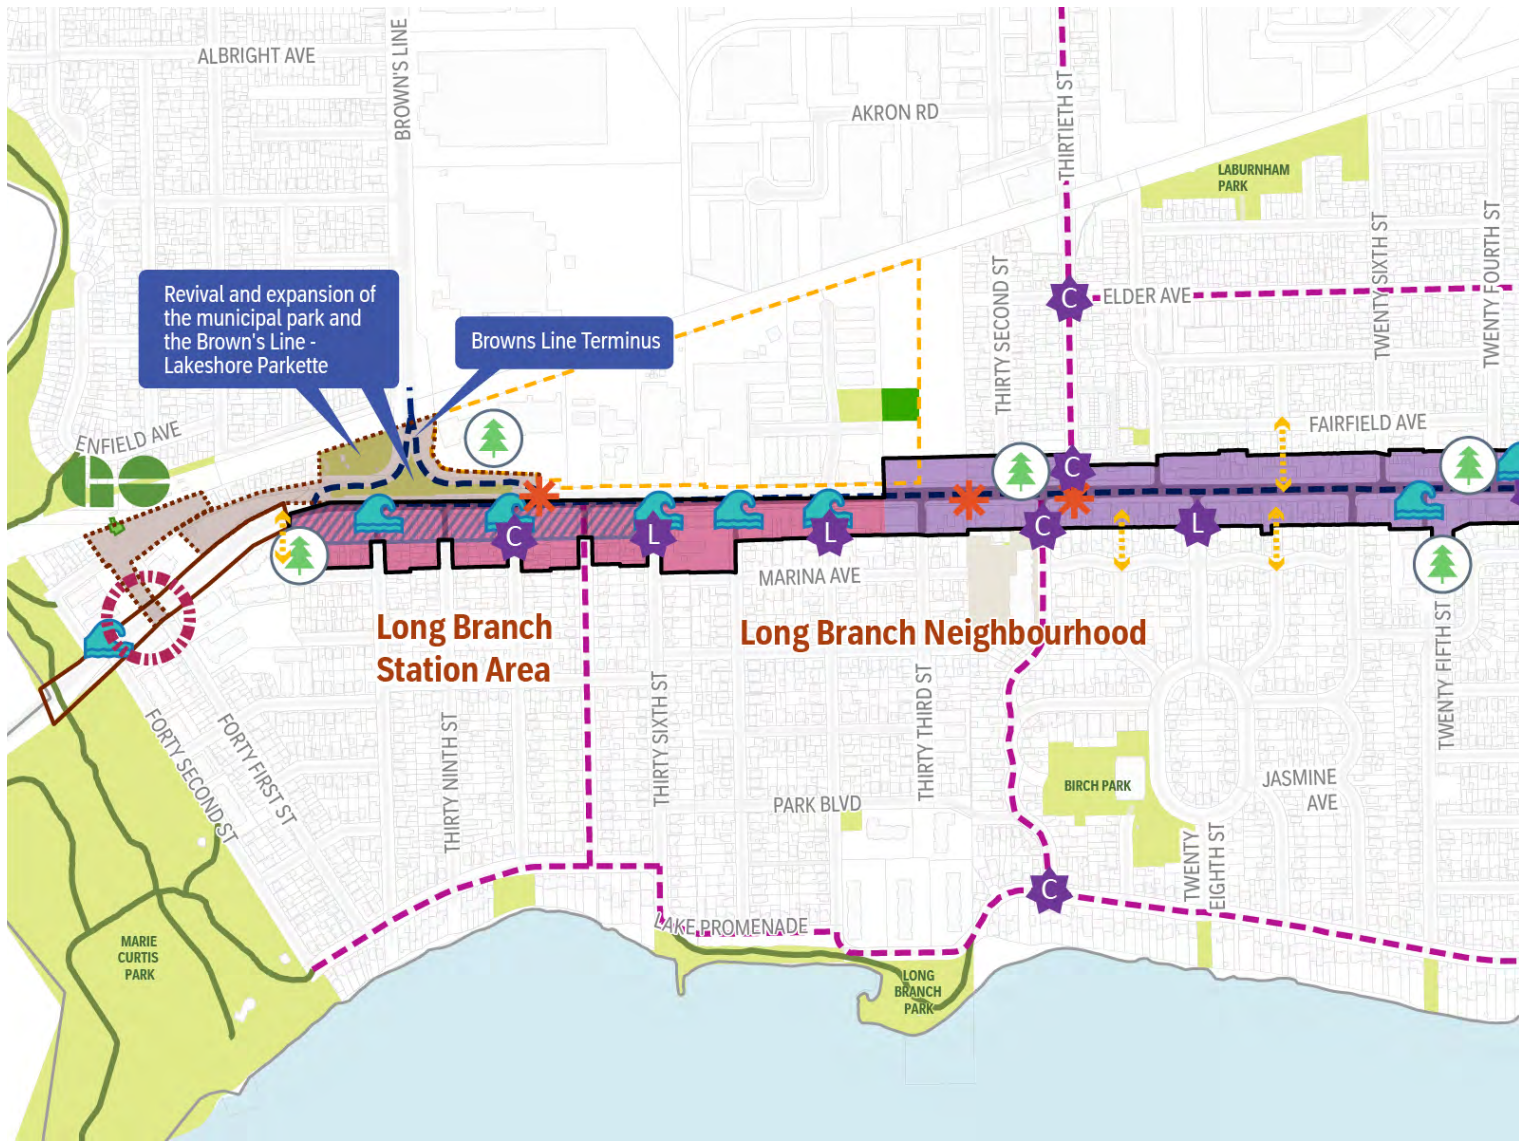 ALBRIGHT AVE
BROWN'S LINE
AKRON RD
THIRTIETH ST
LABURNHAM
PARK
TWENTY SIXTH ST
TWENTY FOURTH ST
THIRTY SECOND ST
C
ELDER AVE
Revival and expansion of
the municipal park and
the Brown's Line -
Lakeshore Parkette
Browns Line Terminus
ENFIELD AVE
GO
FAIRFIELD AVE
C
C
L
L
C
L
MARINA AVE
Long Branch
Station Area
Long Branch Neighbourhood
FORTY SECOND ST
FORTY FIRST ST
THIRTY NINTH ST
THIRTY SIXTH ST
THIRTY THIRD ST
TWENTY FIFTH ST
PARK BLVD
BIRCH PARK
JASMINE
AVE
TWENTY
EIGHTH ST
C
LAKE PROMENADE
MARIE
CURTIS
PARK
LONG
BRANCH
PARK